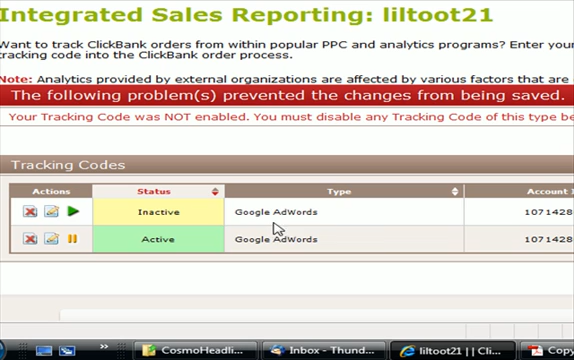 Integrated Sales Reporting: liltoot21
Want to track ClickBank orders from within popular PPC and analytics programs? Enter your
tracking code into the ClickBank order process.
Note: Analytics provided by external organizations are affected by various factors that are
The following problem(s) prevented the changes from being saved.
Your Tracking Code was NOT enabled. You must disable any Tracking Code of this type be
Tracking Codes
Actions Status Type Account I
Inactive Google AdWords 1071428
Active Google AdWords 1071428
» CosmoHeadli... Inbox - Thund... liltoot21 || Cli... Copy